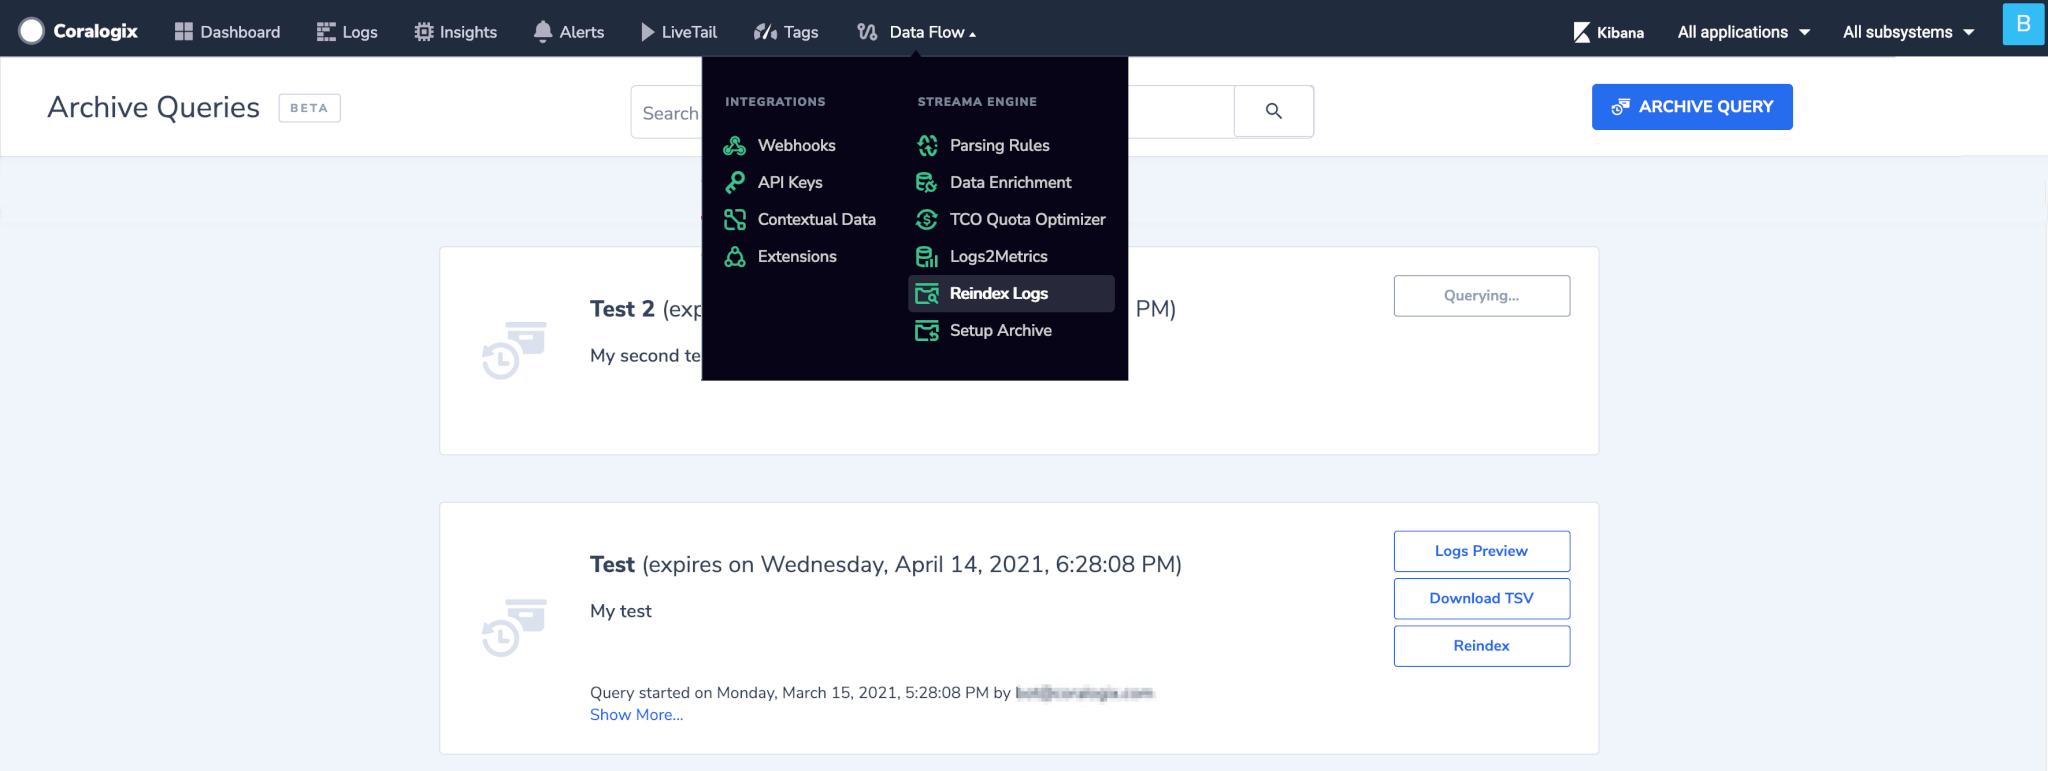 Coralogix Dashboard Logs Insights Alerts LiveTail Tags Data Flow Kibana All applications All subsystems B
Archive Queries BETA
Search
ARCHIVE QUERY
INTEGRATIONS
Webhooks
API Keys
Contextual Data
Extensions
STREAMA ENGINE
Parsing Rules
Data Enrichment
TCO Quota Optimizer
Logs2Metrics
Reindex Logs
Setup Archive
Test 2 (exp PM)
My second te
Querying...
Test (expires on Wednesday, April 14, 2021, 6:28:08 PM)
My test
Query started on Monday, March 15, 2021, 5:28:08 PM by
Show More...
Logs Preview
Download TSV
Reindex